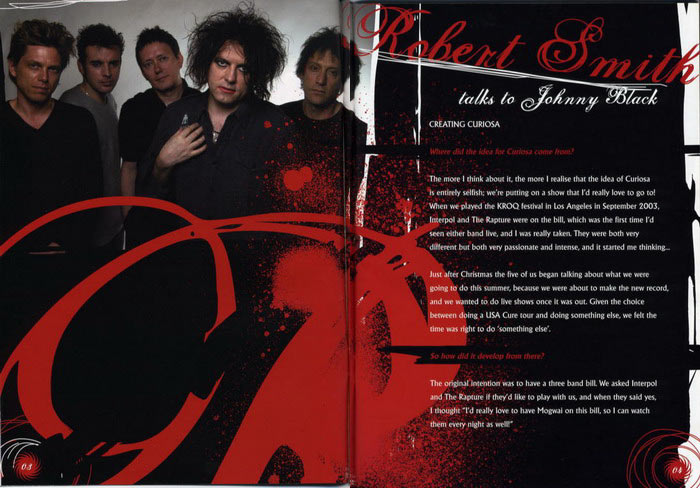 Robert Smith
talks to Johnny Black
CREATING CURIOSA
Where did the idea for Curiosa come from?
The more I think about it, the more I realise that the idea of Curiosa
is entirely selfish; we're putting on a show that I'd really love to go to!
When we played the KROQ festival in Los Angeles in September 2003,
Interpol and The Rapture were on the bill, which was the first time I'd
seen either band live, and I was really taken. They were both very
different but both very passionate and intense, and it started me thinking...
Just after Christmas the five of us began talking about what we were
going to do this summer, because we were about to make the new record,
and we wanted to do live shows once it was out. Given the choice
between doing a USA Cure tour and doing something else, we felt the
time was right to do 'something else'.
So how did it develop from there?
The original intention was to have a three band bill. We asked Interpol
and The Rapture if they'd like to play with us, and when they said yes,
I thought "I'd really love to have Mogwai on this bill, so I can watch
them every night as well!"
03
04